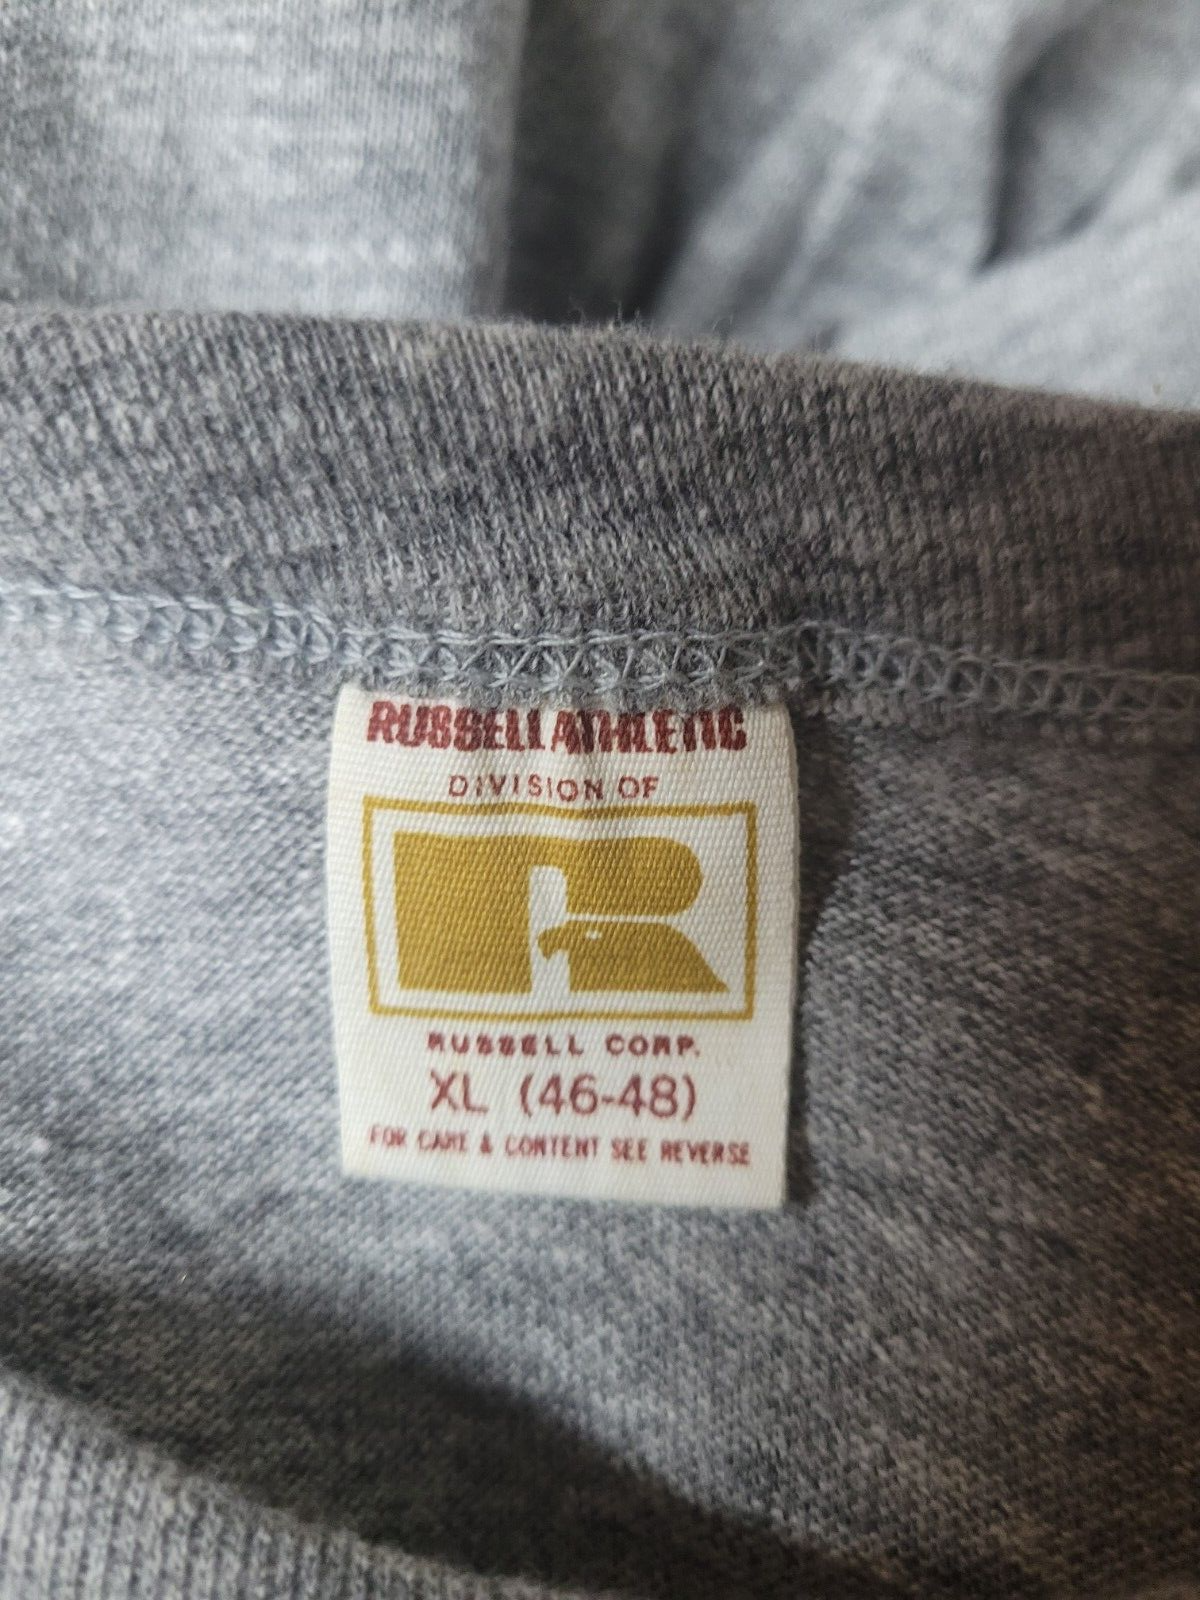 RUSSELL ATHLETIC
DIVISION OF
R
RUSSELL CORP.
XL (46-48)
FOR CARE & CONTENT SEE REVERSE